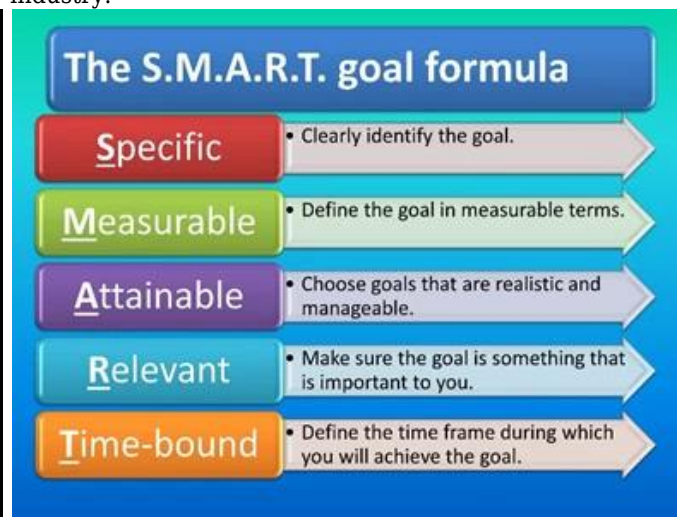 industry.
The S.M.A.R.T. goal formula
Specific
• Clearly identify the goal.
Measurable
• Define the goal in measurable terms.
Attainable
• Choose goals that are realistic and
manageable.
Relevant
• Make sure the goal is something that
is important to you.
Time-bound
• Define the time frame during which
you will achieve the goal.